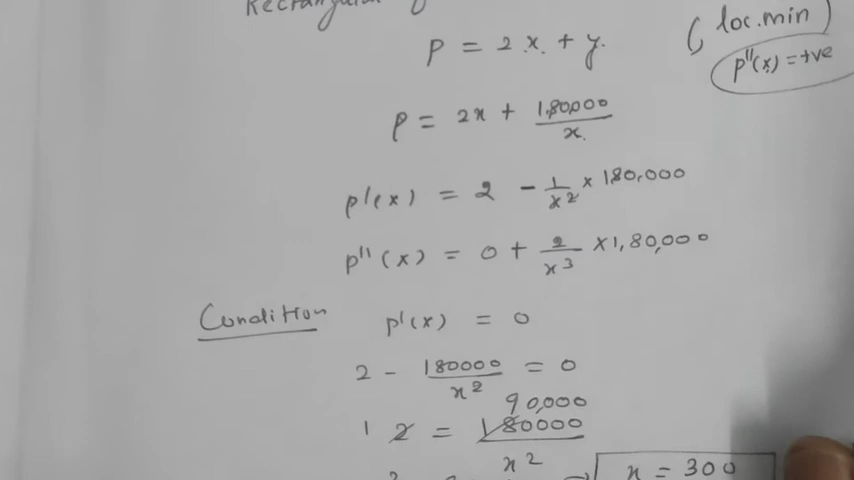 Rectangular
P = 2x + y
( loc.min )
p''(x) = +ve
P = 2x + 1,80,000/x
p'(x) = 2 - 1/x² × 180,000
p''(x) = 0 + 2/x³ × 1,80,000
Condition p'(x) = 0
2 - 180000/x² = 0
90,000
1 2 = 180000/x²
x = 300